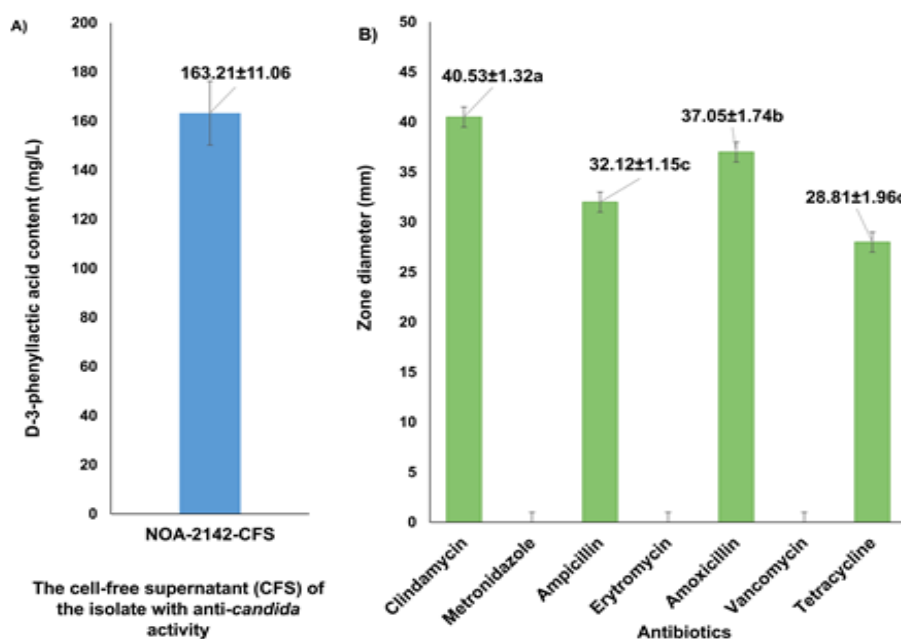 A)
D-3-phenyllactic acid content (mg/L)
200
180
160
140
120
100
80
60
40
20
0
163.21±11.06
NOA-2142-CFS
The cell-free supernatant (CFS) of
the isolate with anti-candida
activity
B)
Zone diameter (mm)
50
45
40
35
30
25
20
15
10
5
0
40.53±1.32a
32.12±1.15c
37.05±1.74b
28.81±1.96d
Clindamycin
Metronidazole
Ampicillin
Erytromycin
Amoxicillin
Vancomycin
Tetracycline
Antibiotics